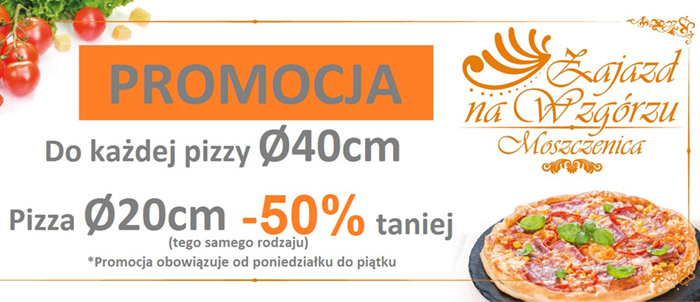 PROMOCJA
Do każdej pizzy Ø40cm
Pizza Ø20cm -50% taniej
(tego samego rodzaju)
*Promocja obowiązuje od poniedziałku do piątku
Zajazd
na Wzgórzu
Moszczenica